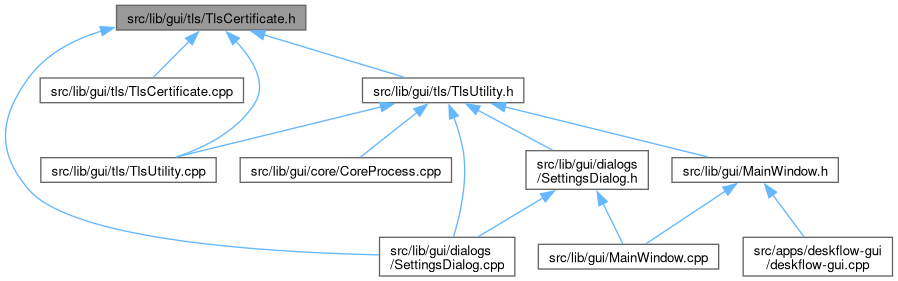 src/lib/gui/tls/TlsCertificate.h
src/lib/gui/tls/TlsCertificate.cpp
src/lib/gui/tls/TlsUtility.h
src/lib/gui/tls/TlsUtility.cpp
src/lib/gui/core/CoreProcess.cpp
src/lib/gui/dialogs
/SettingsDialog.h
src/lib/gui/MainWindow.h
src/lib/gui/dialogs
/SettingsDialog.cpp
src/lib/gui/MainWindow.cpp
src/apps/deskflow-gui
/deskflow-gui.cpp